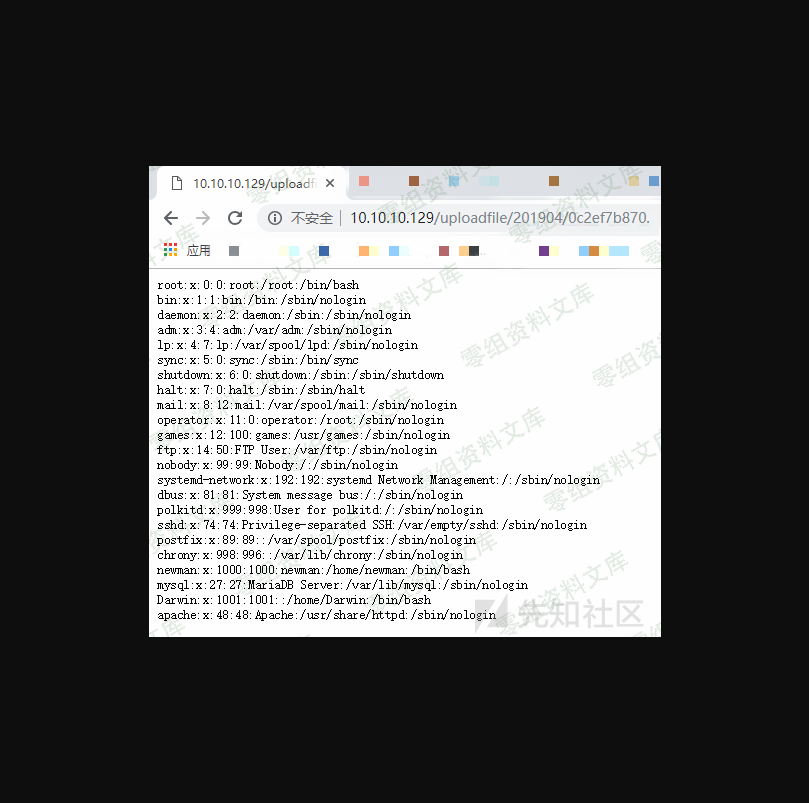 10.10.10.129/uploadf
不安全 | 10.10.10.129/uploadfile/201904/0c2ef7b870.
应用
root:x:0:0:root:/root:/bin/bash
bin:x:1:1:bin:/bin:/sbin/nologin
daemon:x:2:2:daemon:/sbin:/sbin/nologin
adm:x:3:4:adm:/var/adm:/sbin/nologin
lp:x:4:7:lp:/var/spool/lpd:/sbin/nologin
sync:x:5:0:sync:/sbin:/bin/sync
shutdown:x:6:0:shutdown:/sbin:/sbin/shutdown
halt:x:7:0:halt:/sbin:/sbin/halt
mail:x:8:12:mail:/var/spool/mail:/sbin/nologin
operator:x:11:0:operator:/root:/sbin/nologin
games:x:12:100:games:/usr/games:/sbin/nologin
ftp:x:14:50:FTP User:/var/ftp:/sbin/nologin
nobody:x:99:99:Nobody:/:/sbin/nologin
systemd-network:x:192:192:systemd Network Management:/:/sbin/nologin
dbus:x:81:81:System message bus:/:/sbin/nologin
polkitd:x:999:998:User for polkitd:/:/sbin/nologin
sshd:x:74:74:Privilege-separated SSH:/var/empty/sshd:/sbin/nologin
postfix:x:89:89::/var/spool/postfix:/sbin/nologin
chrony:x:998:996::/var/lib/chrony:/sbin/nologin
newman:x:1000:1000:newman:/home/newman:/bin/bash
mysql:x:27:27:MariaDB Server:/var/lib/mysql:/sbin/nologin
Darwin:x:1001:1001::/home/Darwin:/bin/bash
apache:x:48:48:Apache:/usr/share/httpd:/sbin/nologin
先知社区
零组资料文库